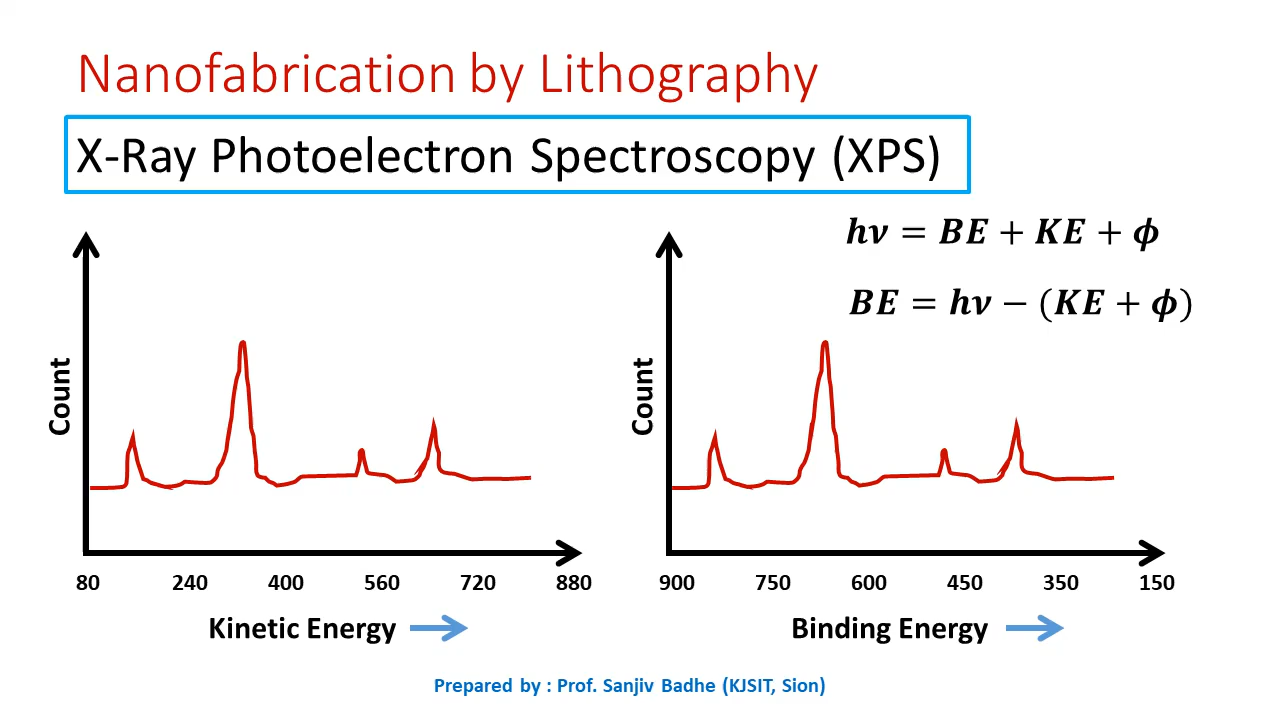 Nanofabrication by Lithography
X-Ray Photoelectron Spectroscopy (XPS)
hν = BE + KE + ϕ
BE = hν − (KE + ϕ)
Count
80 240 400 560 720 880
Kinetic Energy
Count
900 750 600 450 350 150
Binding Energy
Prepared by : Prof. Sanjiv Badhe (KJSIT, Sion)